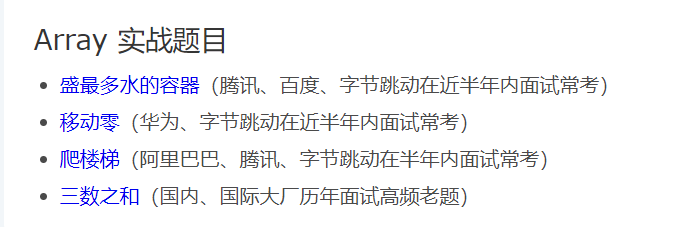 Array 实战题目
盛最多水的容器（腾讯、百度、字节跳动在近半年内面试常考）
移动零（华为、字节跳动在近半年内面试常考）
爬楼梯（阿里巴巴、腾讯、字节跳动在半年内面试常考）
三数之和（国内、国际大厂历年面试高频老题）